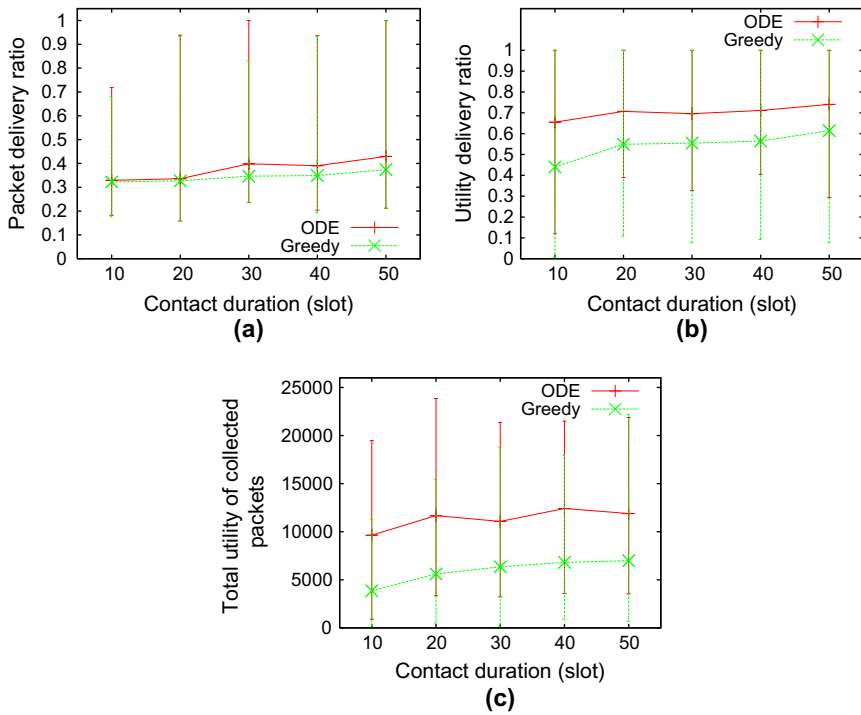 Packet delivery ratio
1
0.9
0.8
0.7
0.6
0.5
0.4
0.3
0.2
0.1
0
ODE
Greedy
10 20 30 40 50
Contact duration (slot)
(a)
Utility delivery ratio
1
0.9
0.8
0.7
0.6
0.5
0.4
0.3
0.2
0.1
0
ODE
Greedy
10 20 30 40 50
Contact duration (slot)
(b)
Total utility of collected
packets
25000
20000
15000
10000
5000
0
ODE
Greedy
10 20 30 40 50
Contact duration (slot)
(c)